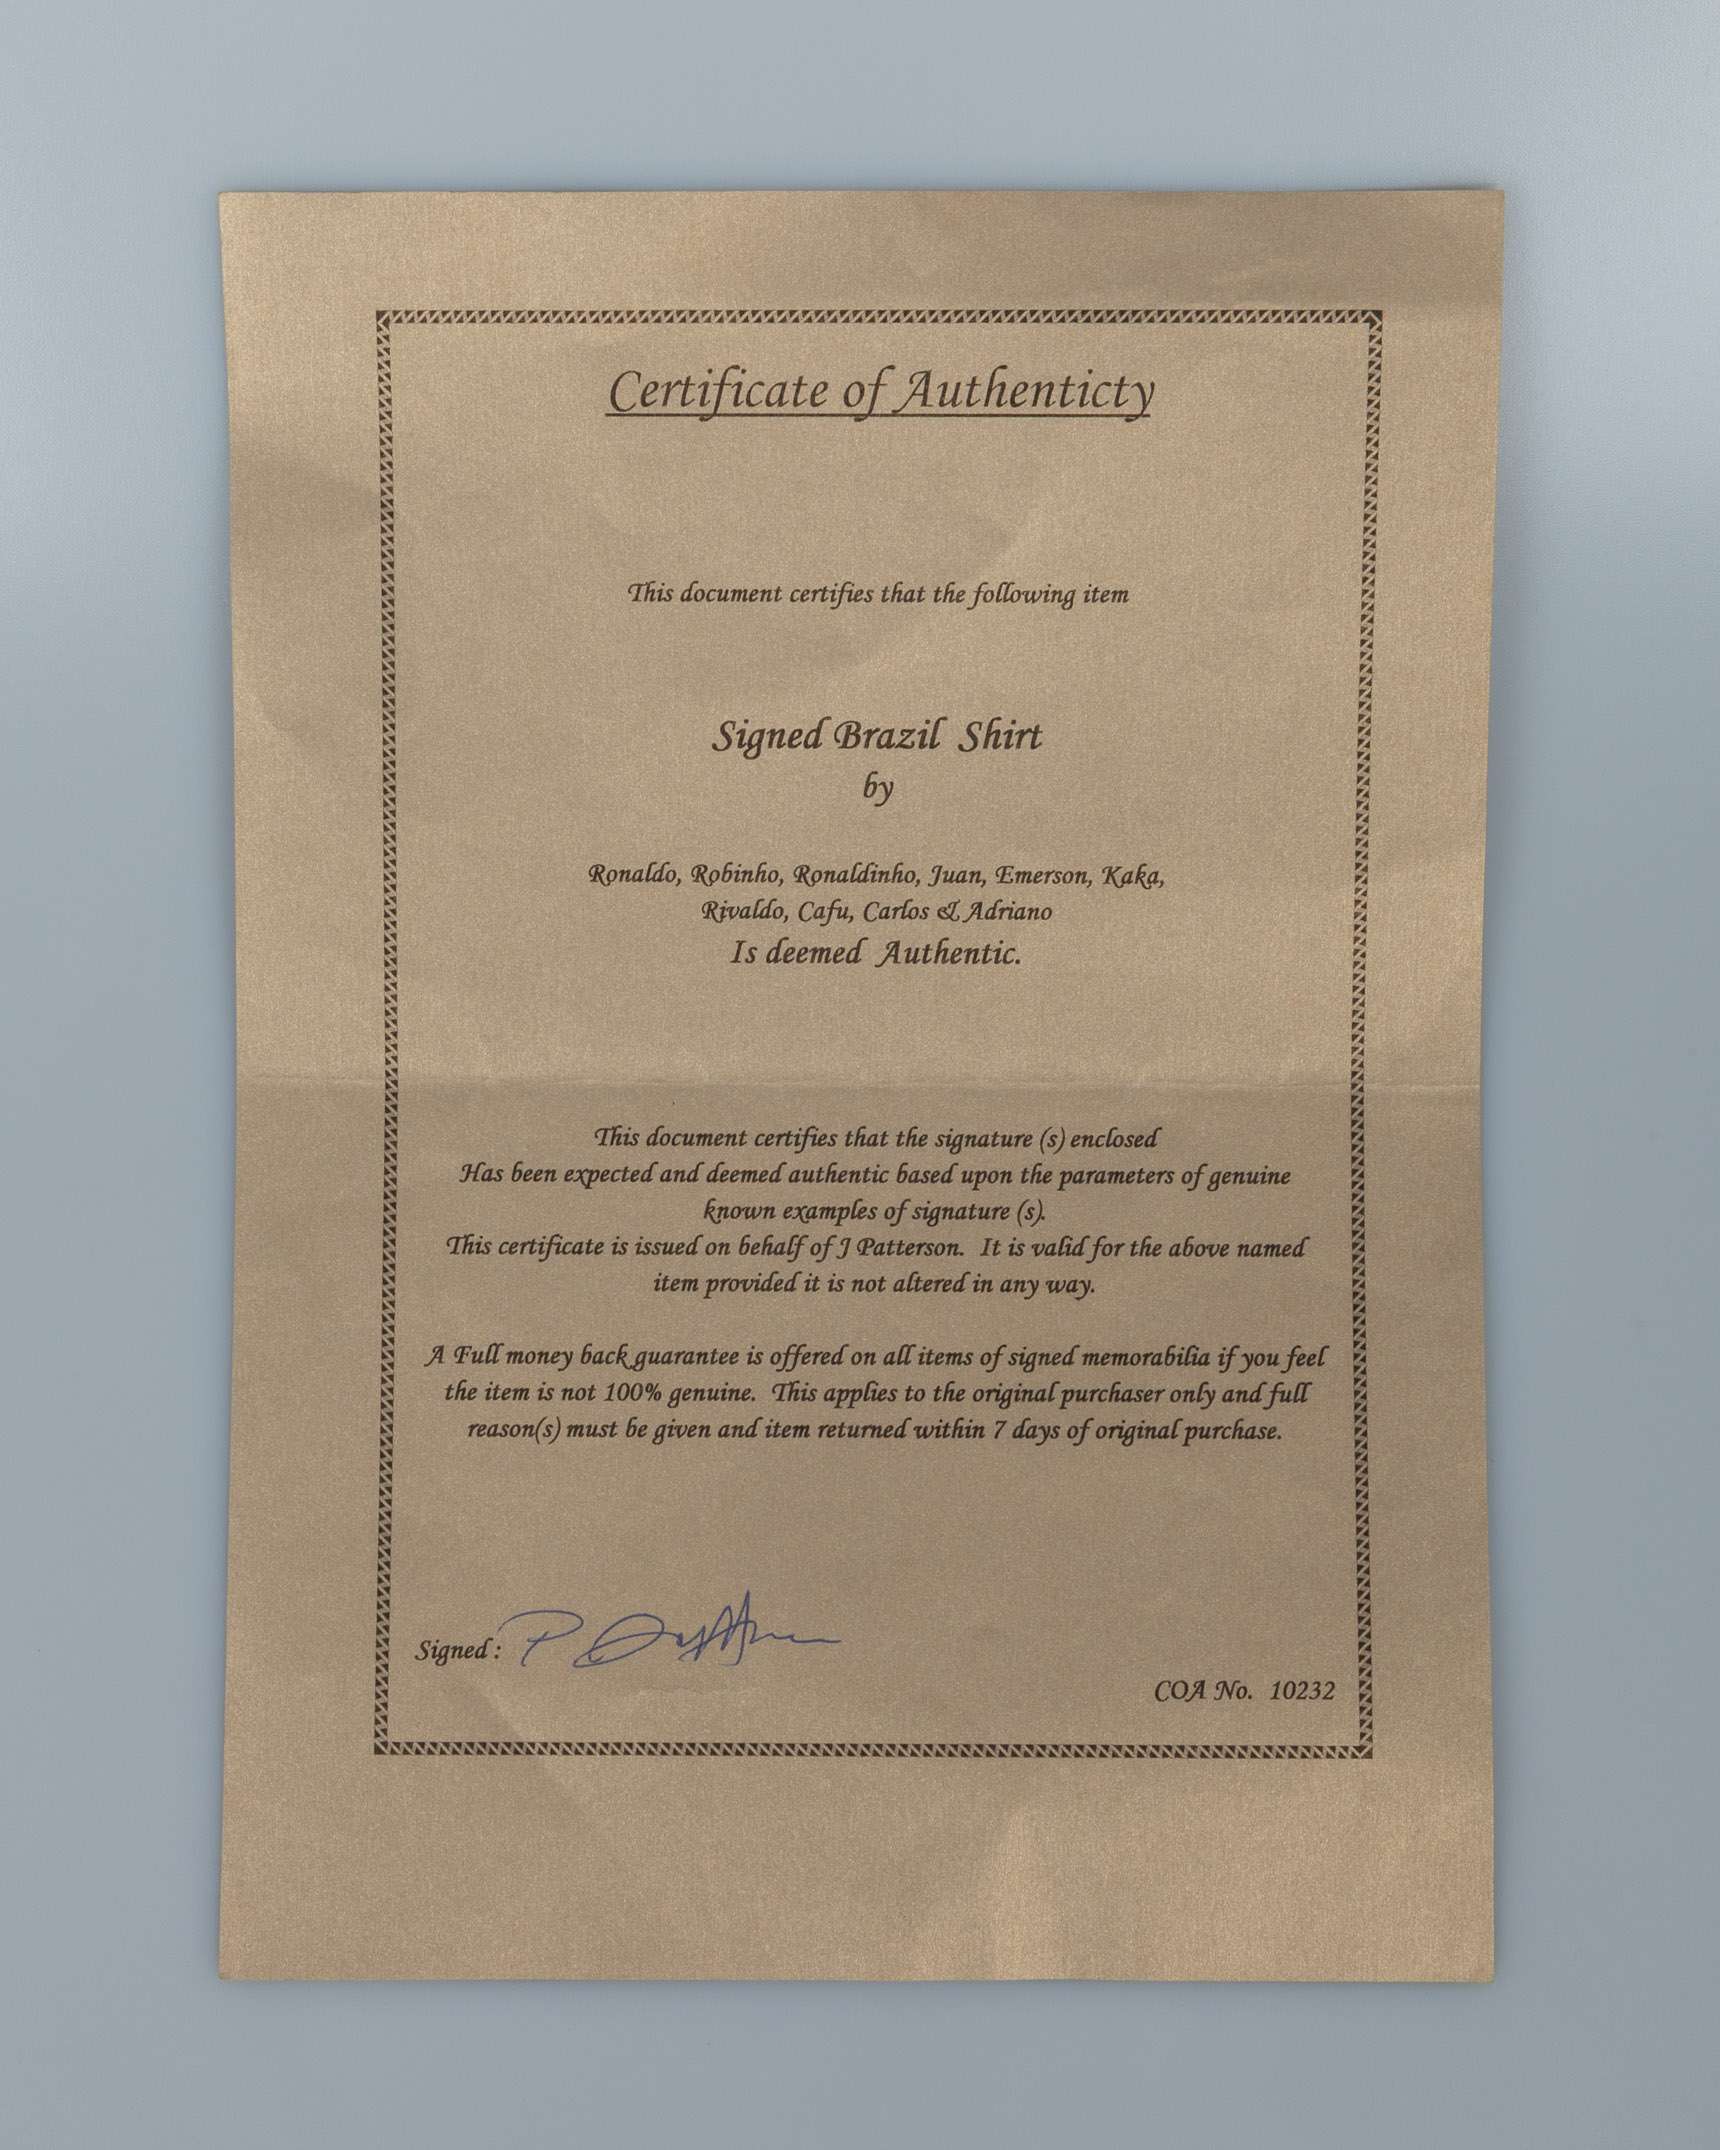 Certificate of Authenticty
This document certifies that the following item
Signed Brazil Shirt
by
Ronaldo, Robinho, Ronaldinho, Juan, Emerson, Kaka,
Rivaldo, Cafu, Carlos & Adriano
Is deemed Authentic.
This document certifies that the signature (s) enclosed
Has been expected and deemed authentic based upon the parameters of genuine
known examples of signature (s).
This certificate is issued on behalf of J Patterson. It is valid for the above named
item provided it is not altered in any way.
A Full money back guarantee is offered on all items of signed memorabilia if you feel
the item is not 100% genuine. This applies to the original purchaser only and full
reason(s) must be given and item returned within 7 days of original purchase.
Signed:
COA No. 10232